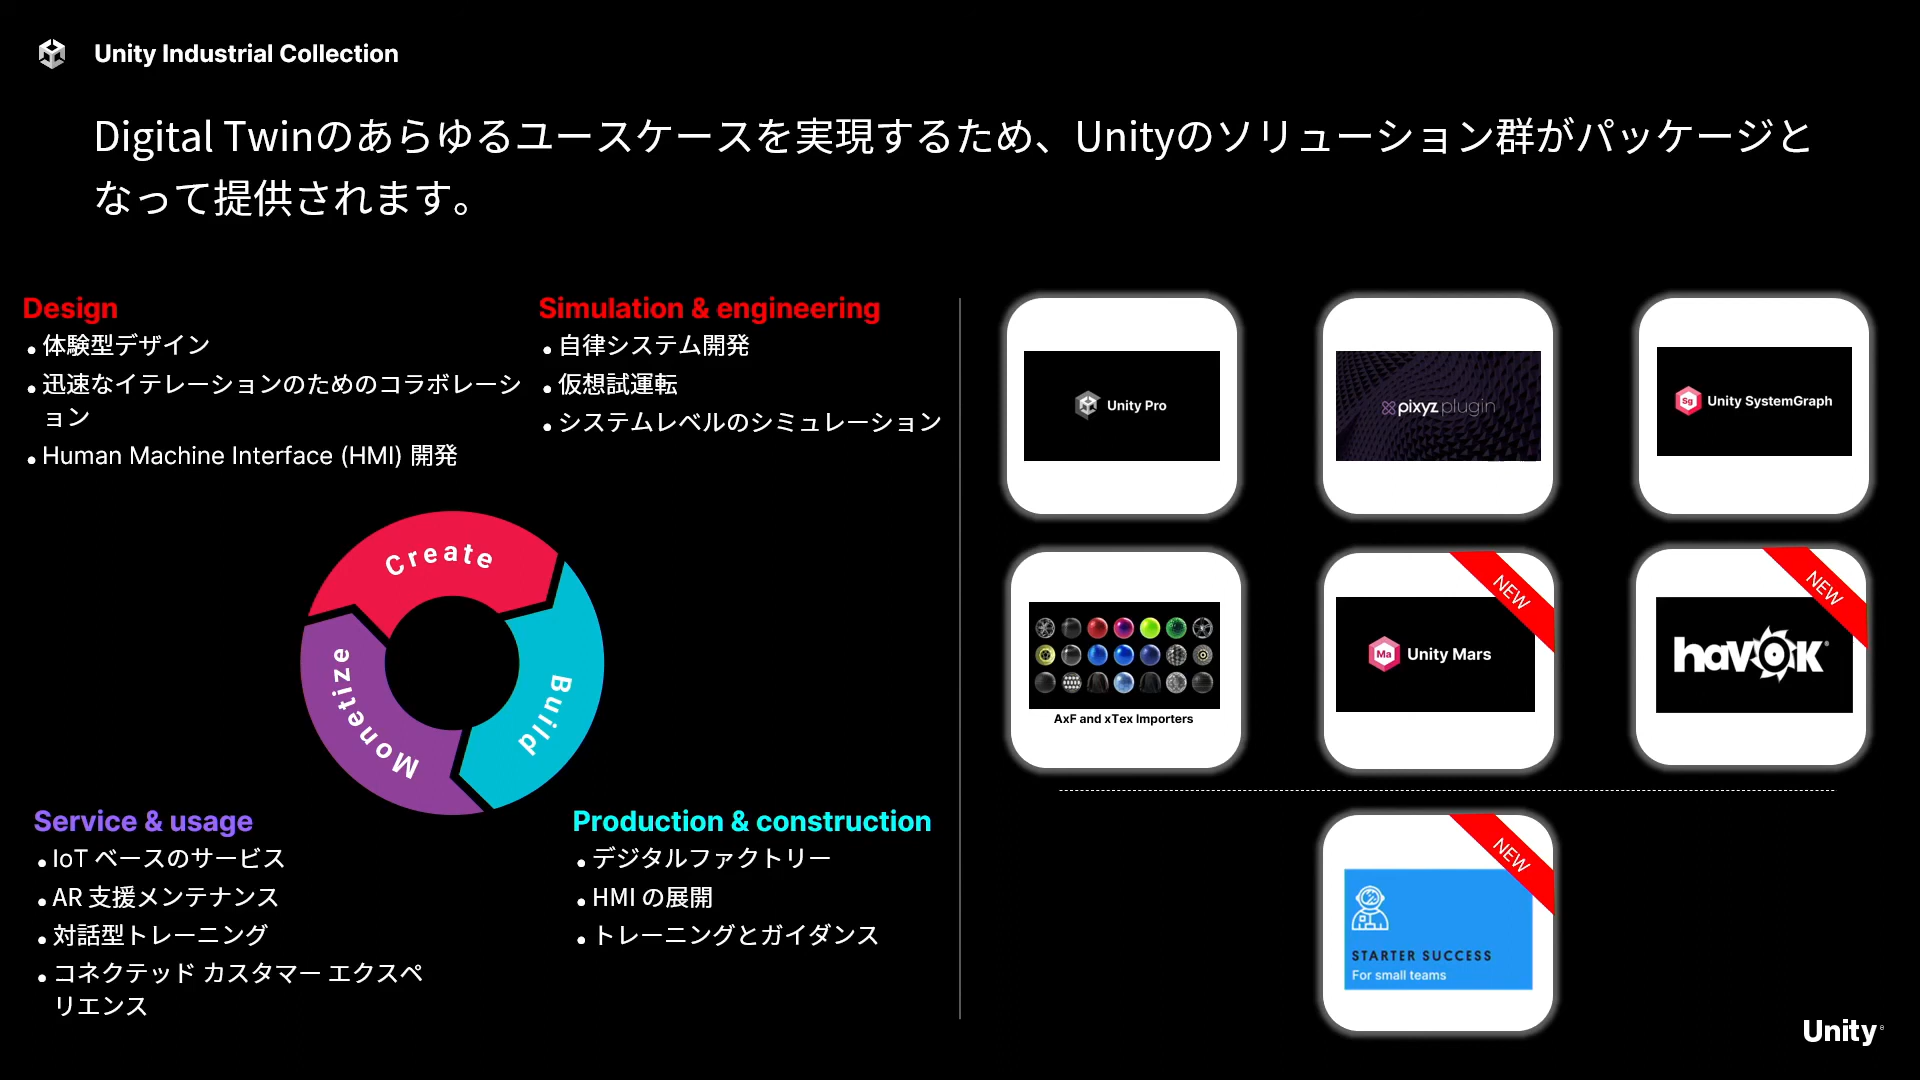 Unity Industrial Collection
Digital Twinのあらゆるユースケースを実現するため、Unityのソリューション群がパッケージと
なって提供されます。
Design
• 体験型デザイン
• 迅速なイテレーションのためのコラボレーシ
ョン
• Human Machine Interface (HMI) 開発
Simulation & engineering
• 自律システム開発
• 仮想試運転
• システムレベルのシミュレーション
Create
Build
Monetize
Service & usage
• IoT ベースのサービス
• AR 支援メンテナンス
• 対話型トレーニング
• コネクテッド カスタマー エクスペ
リエンス
Production & construction
• デジタルファクトリー
• HMI の展開
• トレーニングとガイダンス
Unity Pro
pixyz plugin
Sg Unity SystemGraph
AxF and xTex Importers
NEW
Ma Unity Mars
NEW
havok
NEW
STARTER SUCCESS
For small teams
Unity